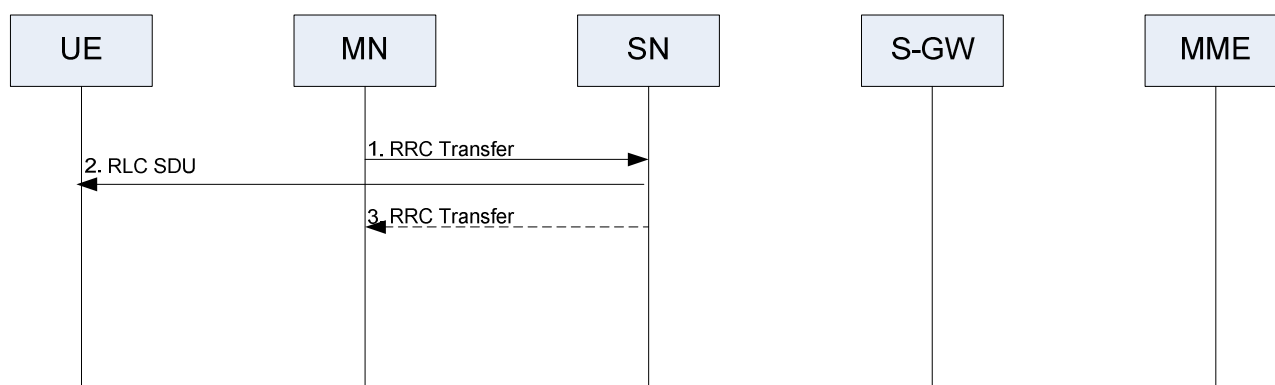 UE
MN
SN
S-GW
MME
1. RRC Transfer
2. RLC SDU
3. RRC Transfer